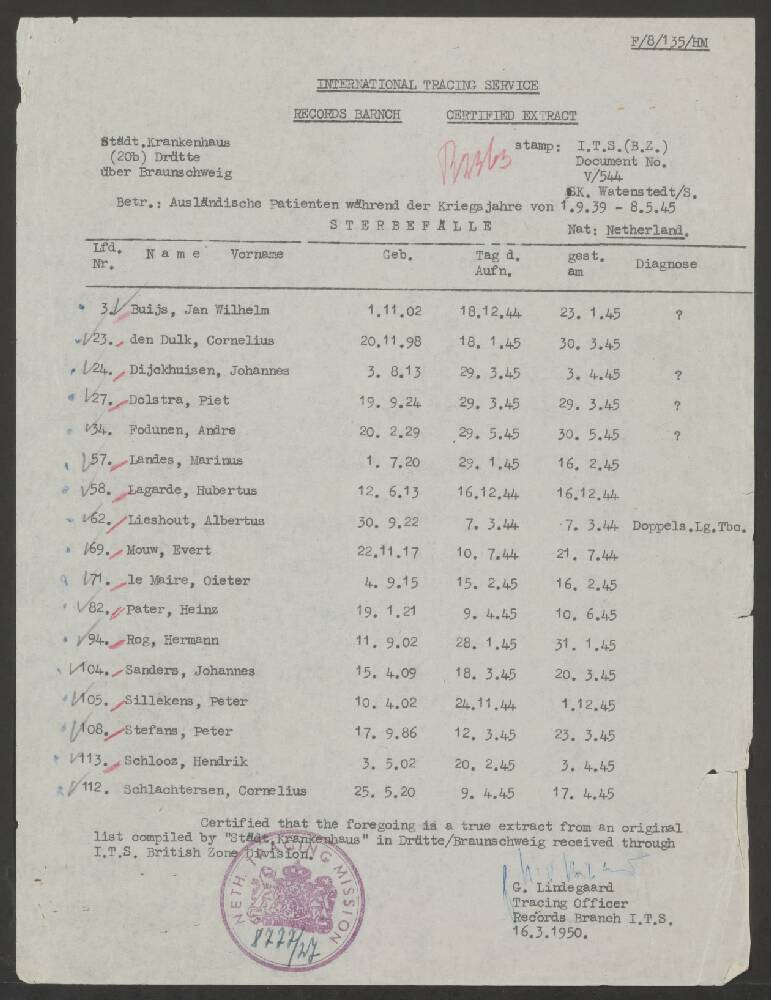 F/8/135/HM
INTERNATIONAL TRACING SERVICE
RECORDS BARNCH CERTIFIED EXTRACT
Städt.Krankenhaus
(20b) Drütte
über Braunschweig
R2363
stamp: I.T.S.(B.Z.)
Document No.
V/544
SK. Watenstedt/S.
Betr.: Ausländische Patienten während der Kriegsjahre von 1.9.39 - 8.5.45
STERBEFÄLLE
Nat: Netherland.
Lfd. Nr. Name Vorname Geb. Tag d. Aufn. gest. am Diagnose
3. Buijs, Jan Wilhelm 1.11.02 18.12.44 23. 1.45 ?
23. den Dulk, Cornelius 20.11.98 18. 1.45 30. 3.45
24. Dijckhuisen, Johannes 3. 8.13 29. 3.45 3. 4.45 ?
27. Dolstra, Piet 19. 9.24 29. 3.45 29. 3.45 ?
34. Fodunen, Andre 20. 2.29 29. 5.45 30. 5.45 ?
57. Landes, Marinus 1. 7.20 29. 1.45 16. 2.45
58. Lagarde, Hubertus 12. 6.13 16.12.44 16.12.44
62. Lieshout, Albertus 30. 9.22 7. 3.44 7. 3.44 Doppels.Lg.Tbc.
69. Mouw, Evert 22.11.17 10. 7.44 21. 7.44
71. le Maire, Oieter 4. 9.15 15. 2.45 16. 2.45
82. Pater, Heinz 19. 1.21 9. 4.45 10. 6.45
94. Rog, Hermann 11. 9.02 28. 1.45 31. 1.45
104. Sanders, Johannes 15. 4.09 18. 3.45 20. 3.45
105. Sillekens, Peter 10. 4.02 24.11.44 1.12.45
108. Stefans, Peter 17. 9.86 12. 3.45 23. 3.45
113. Schlooz, Hendrik 3. 5.02 20. 2.45 3. 4.45
112. Schlachtersen, Cornelius 25. 5.20 9. 4.45 17. 4.45
Certified that the foregoing is a true extract from an original
list compiled by "Städt.Krankenhaus" in Drütte/Braunschweig received through
I.T.S. British Zone Division.
NETH. TRACING MISSION
8777/27
G. Lindegaard
Tracing Officer
Records Branch I.T.S.
16.3.1950.